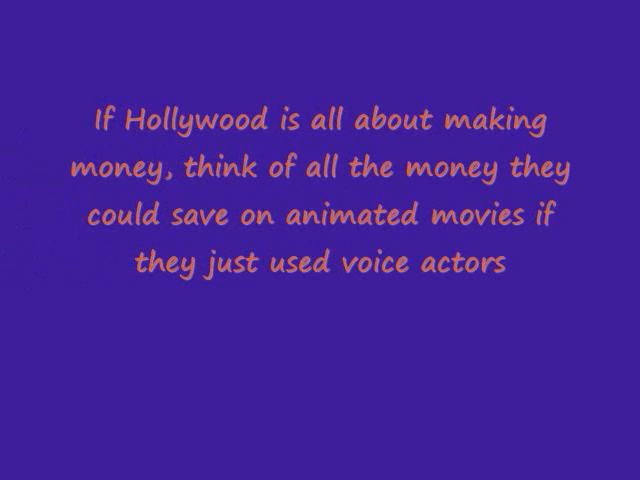 If Hollywood is all about making
money, think of all the money they
could save on animated movies if
they just used voice actors